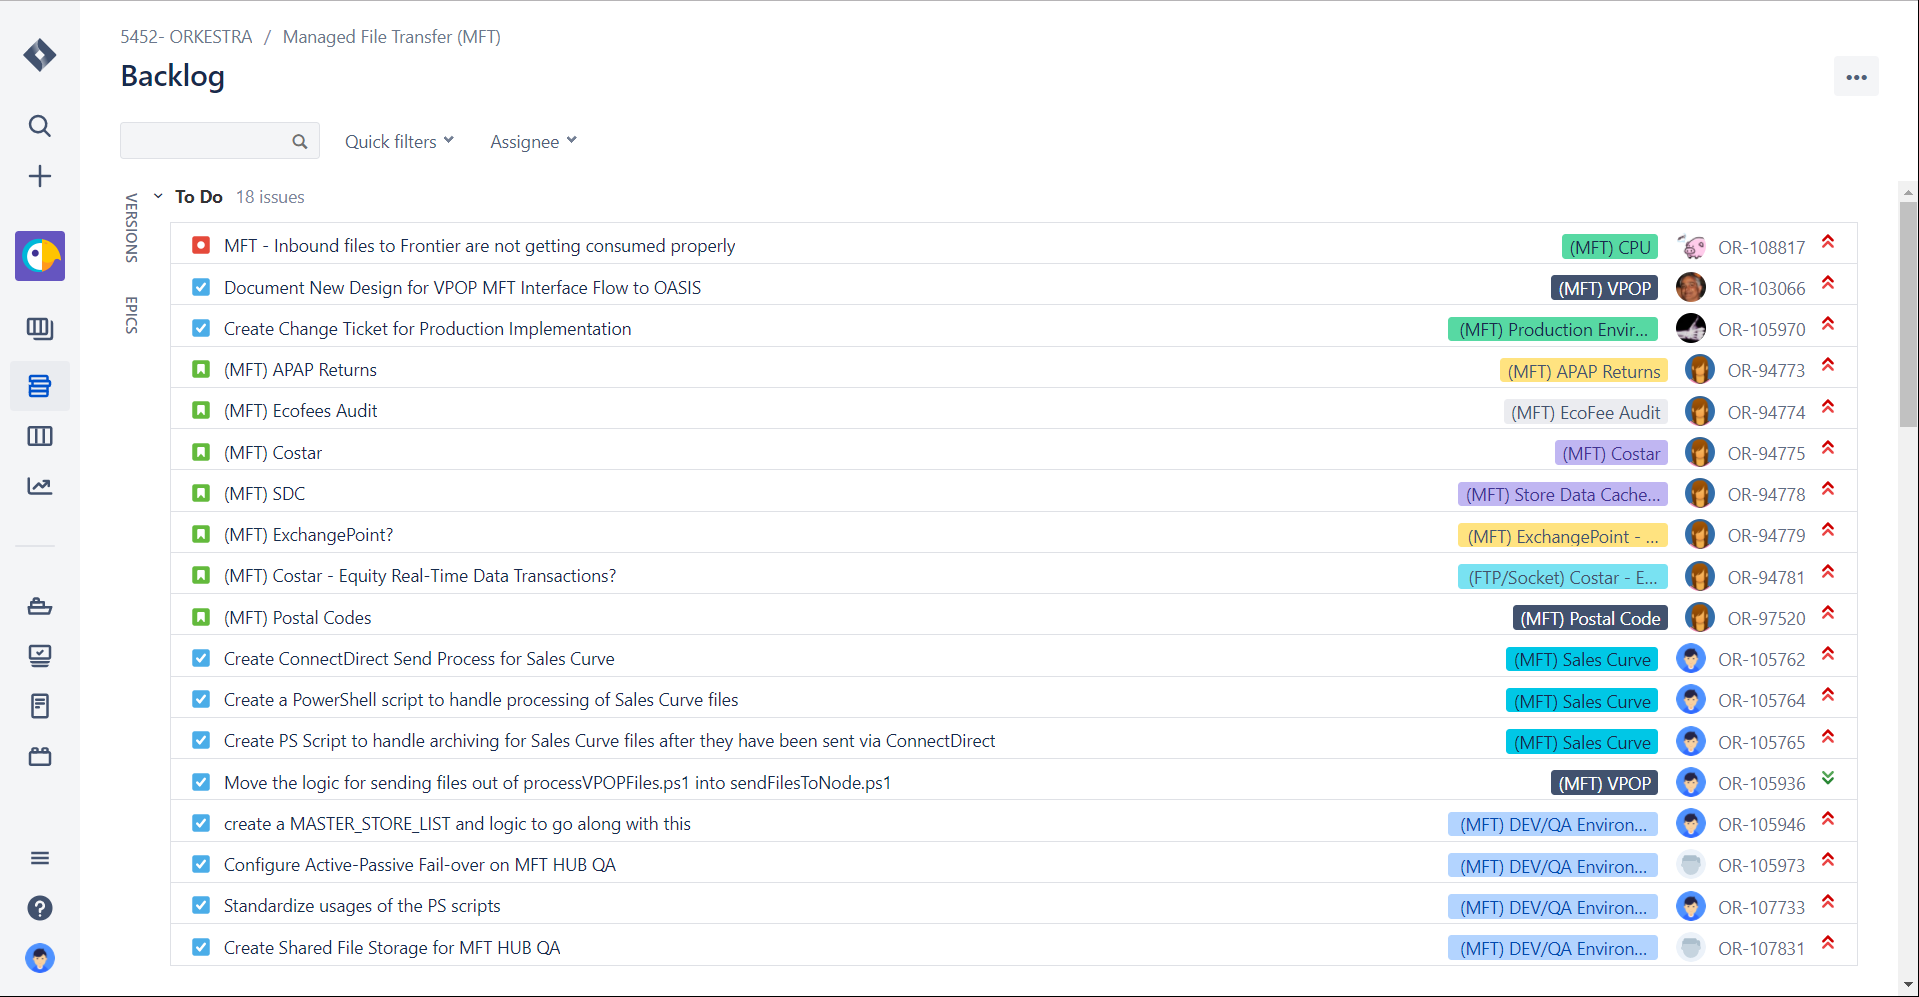 5452- ORKESTRA / Managed File Transfer (MFT)
Backlog
Quick filters Assignee
VERSIONS
EPICS
To Do 18 issues
MFT - Inbound files to Frontier are not getting consumed properly (MFT) CPU OR-108817
Document New Design for VPOP MFT Interface Flow to OASIS (MFT) VPOP OR-103066
Create Change Ticket for Production Implementation (MFT) Production Envir... OR-105970
(MFT) APAP Returns (MFT) APAP Returns OR-94773
(MFT) Ecofees Audit (MFT) EcoFee Audit OR-94774
(MFT) Costar (MFT) Costar OR-94775
(MFT) SDC (MFT) Store Data Cache... OR-94778
(MFT) ExchangePoint? (MFT) ExchangePoint - ... OR-94779
(MFT) Costar - Equity Real-Time Data Transactions? (FTP/Socket) Costar - E... OR-94781
(MFT) Postal Codes (MFT) Postal Code OR-97520
Create ConnectDirect Send Process for Sales Curve (MFT) Sales Curve OR-105762
Create a PowerShell script to handle processing of Sales Curve files (MFT) Sales Curve OR-105764
Create PS Script to handle archiving for Sales Curve files after they have been sent via ConnectDirect (MFT) Sales Curve OR-105765
Move the logic for sending files out of processVPOPFiles.ps1 into sendFilesToNode.ps1 (MFT) VPOP OR-105936
create a MASTER_STORE_LIST and logic to go along with this (MFT) DEV/QA Environ... OR-105946
Configure Active-Passive Fail-over on MFT HUB QA (MFT) DEV/QA Environ... OR-105973
Standardize usages of the PS scripts (MFT) DEV/QA Environ... OR-107733
Create Shared File Storage for MFT HUB QA (MFT) DEV/QA Environ... OR-107831